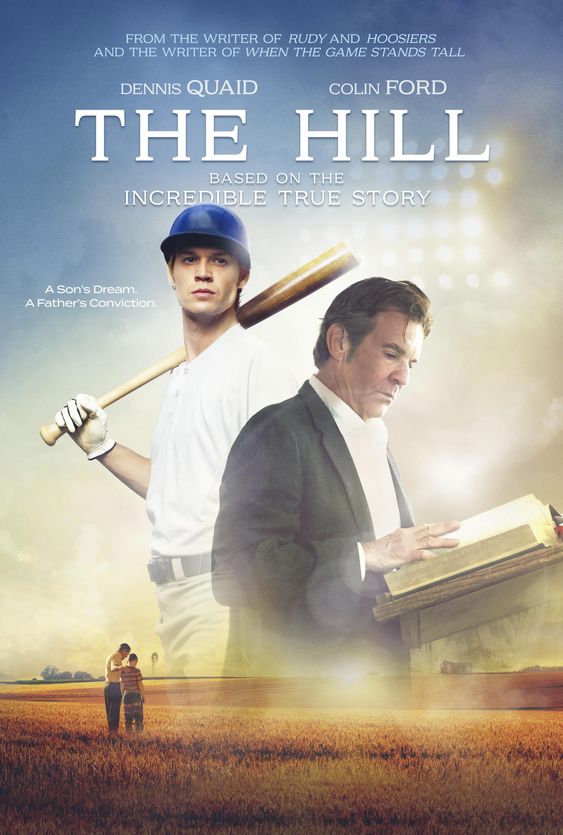 FROM THE WRITER OF RUDY AND HOOSIERS
AND THE WRITER OF WHEN THE GAME STANDS TALL
DENNIS QUAID COLIN FORD
THE HILL
BASED ON THE
INCREDIBLE TRUE STORY
A Son's Dream.
A Father's Conviction.